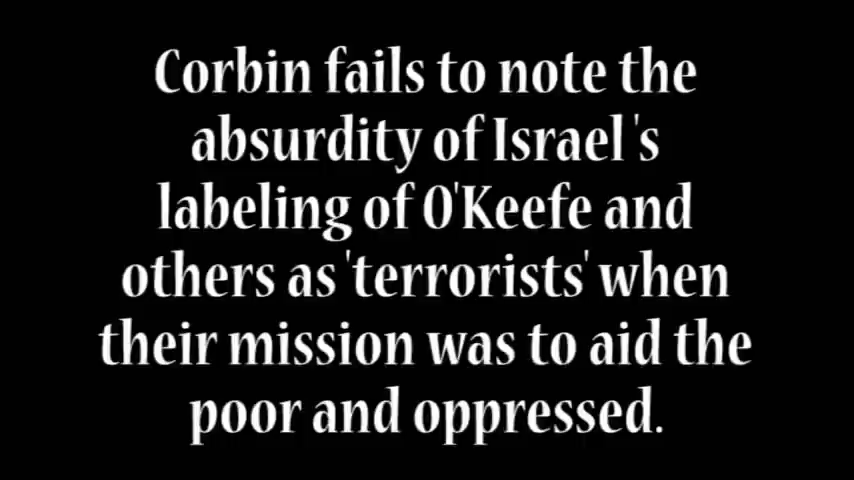 Corbin fails to note the
absurdity of Israel's
labeling of O'Keefe and
others as 'terrorists' when
their mission was to aid the
poor and oppressed.